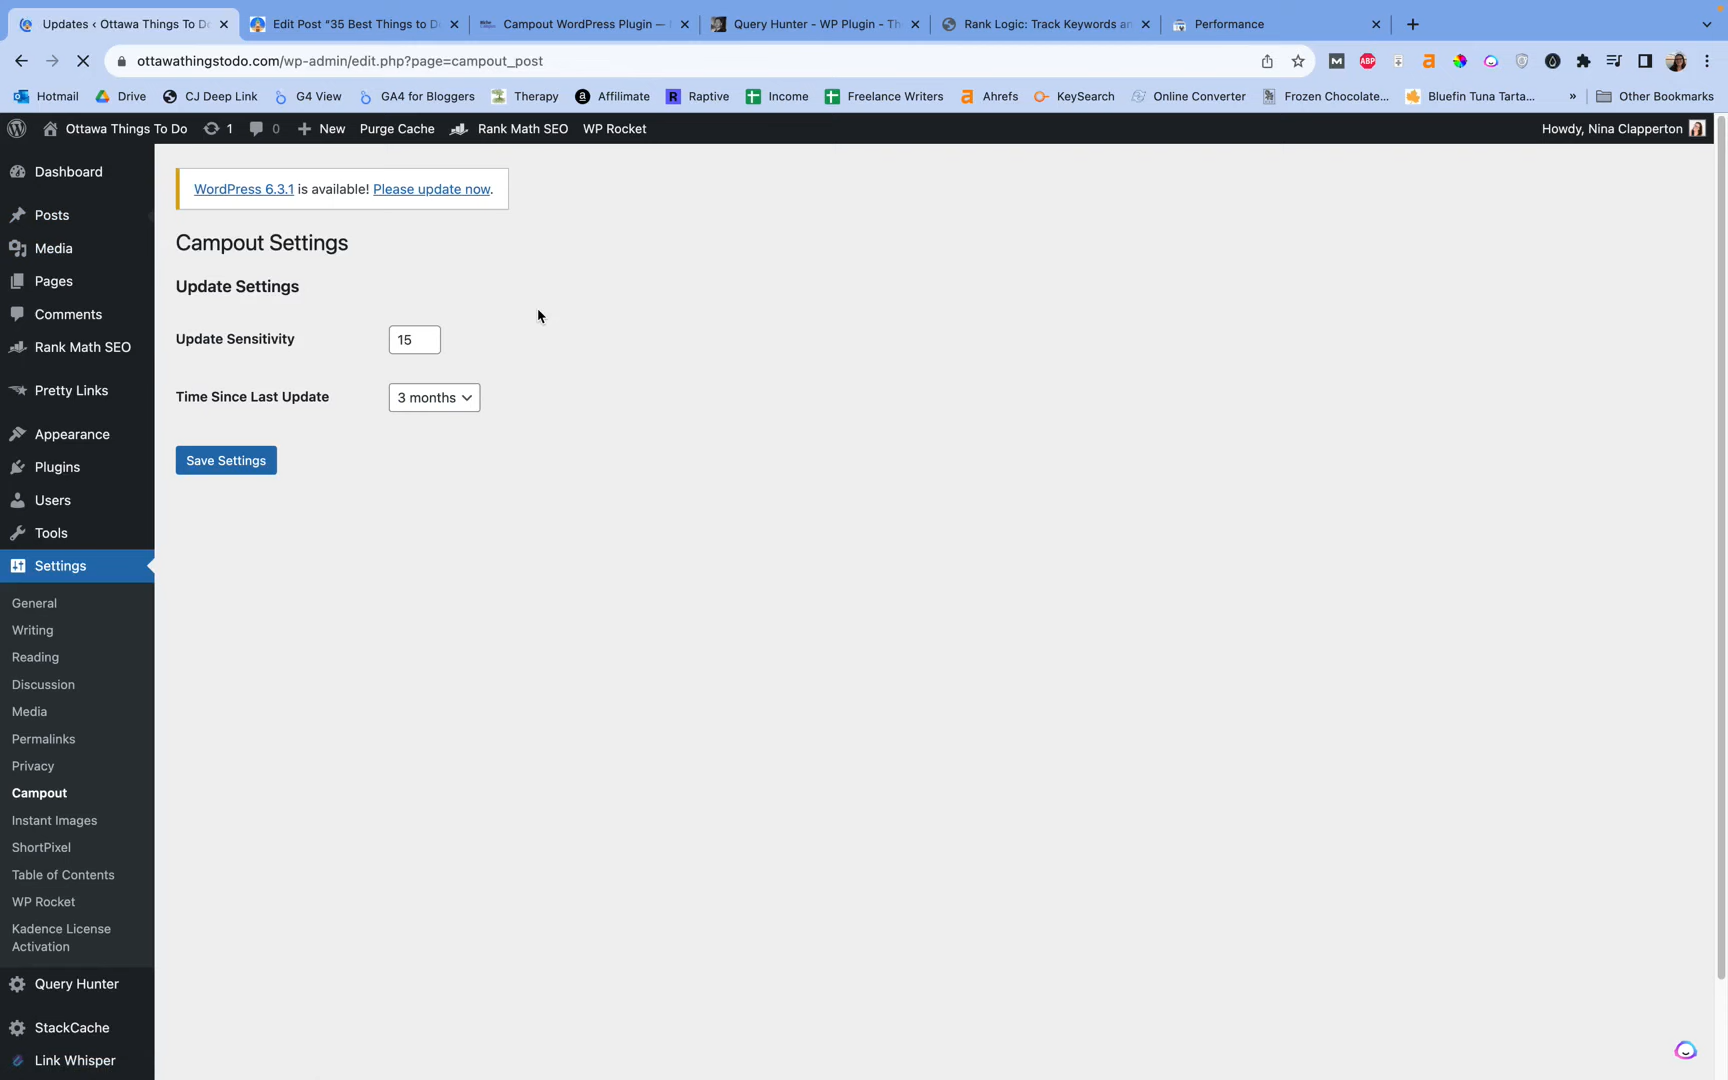 Updates ‹ Ottawa Things To Do
Edit Post “35 Best Things to D
Campout WordPress Plugin —
Query Hunter - WP Plugin - Th
Rank Logic: Track Keywords an
Performance
ottawathingstodo.com/wp-admin/edit.php?page=campout_post
Hotmail
Drive
CJ Deep Link
G4 View
GA4 for Bloggers
Therapy
Affilimate
Raptive
Income
Freelance Writers
Ahrefs
KeySearch
Online Converter
Frozen Chocolate...
Bluefin Tuna Tarta...
»
Other Bookmarks
Ottawa Things To Do
1
0
New
Purge Cache
Rank Math SEO
WP Rocket
Howdy, Nina Clapperton
Dashboard
Posts
Media
Pages
Comments
Rank Math SEO
Pretty Links
Appearance
Plugins
Users
Tools
Settings
General
Writing
Reading
Discussion
Media
Permalinks
Privacy
Campout
Instant Images
ShortPixel
Table of Contents
WP Rocket
Kadence License
Activation
Query Hunter
StackCache
Link Whisper
WordPress 6.3.1 is available! Please update now.
Campout Settings
Update Settings
Update Sensitivity
15
Time Since Last Update
3 months
Save Settings